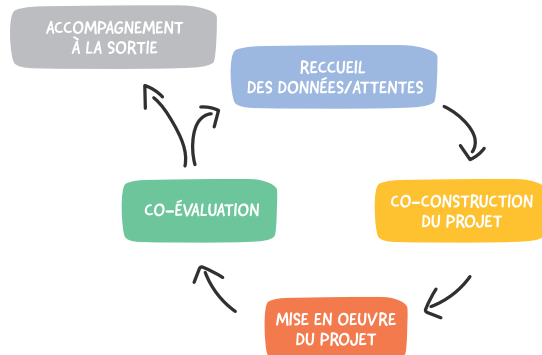 ACCOMPAGNEMENT
À LA SORTIE
RECCUEIL
DES DONNÉES/ATTENTES
CO-ÉVALUATION
CO-CONSTRUCTION
DU PROJET
MISE EN OEUVRE
DU PROJET